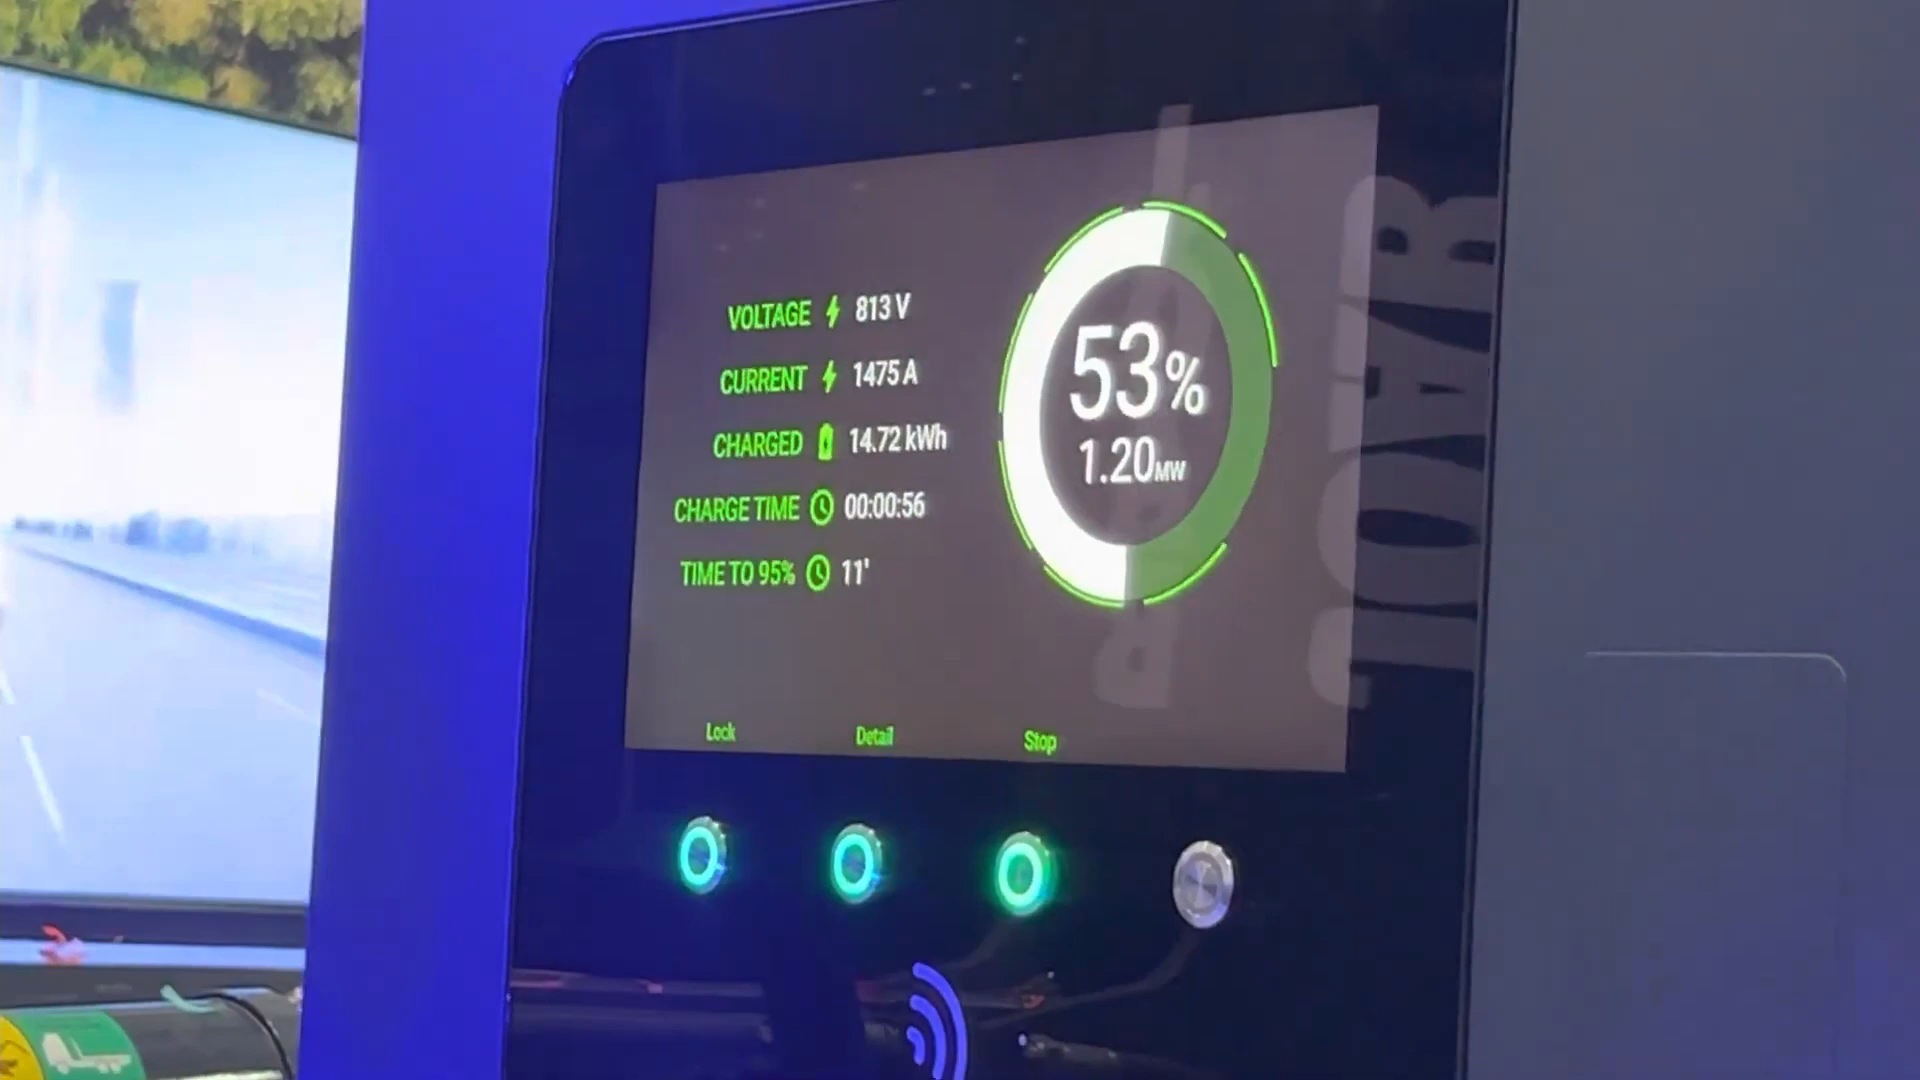 VOLTAGE 813 V
CURRENT 1475 A
CHARGED 14.72 kWh
CHARGE TIME 00:00:56
TIME TO 95% 11'
53%
1.20MW
Lock
Detail
Stop